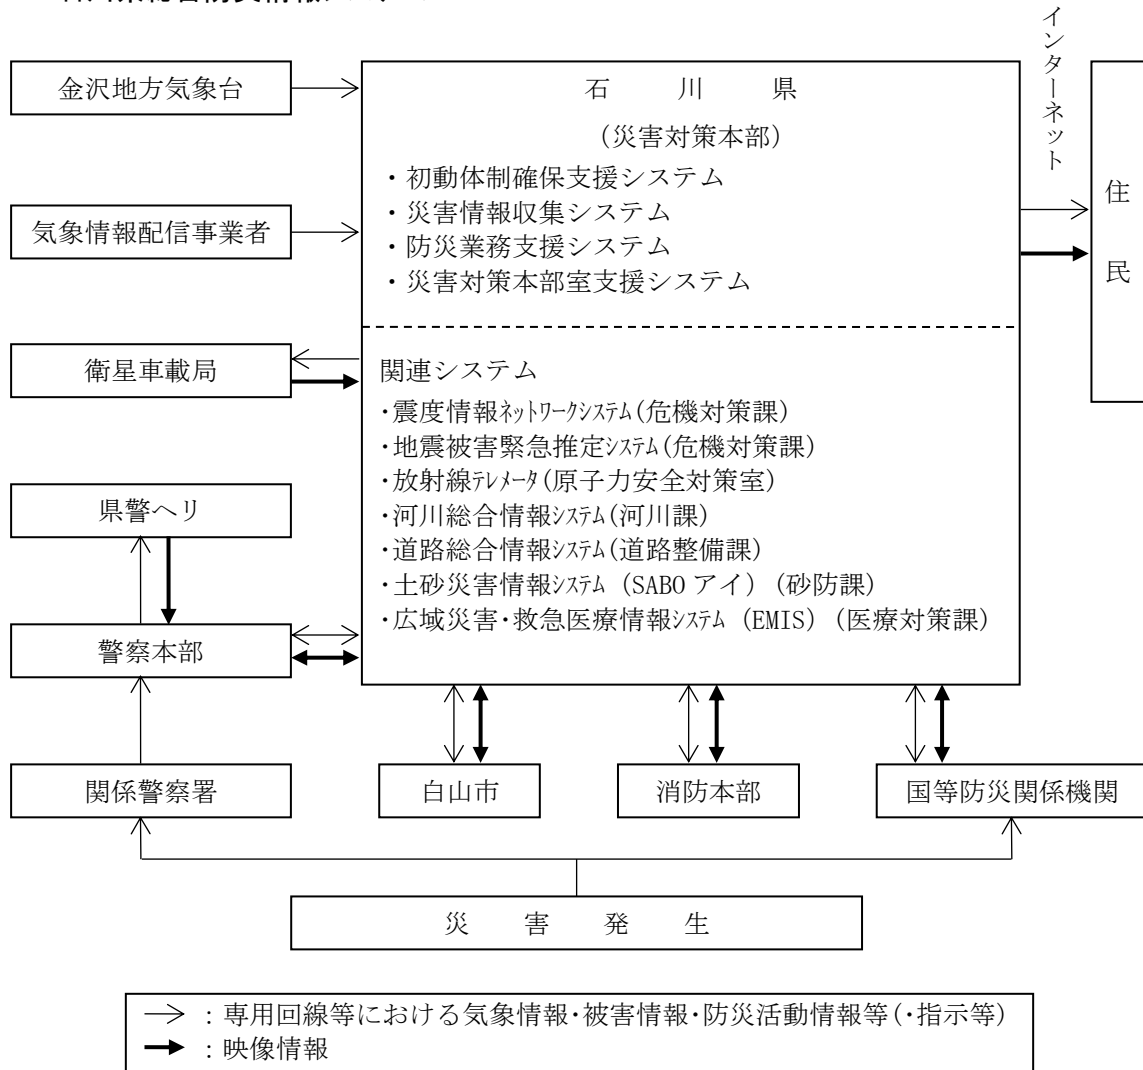 インターネット
金沢地方気象台
石川県
(災害対策本部)
・初動体制確保支援システム
・災害情報収集システム
・防災業務支援システム
・災害対策本部室支援システム
住民
気象情報配信事業者
衛星車載局
関連システム
・震度情報ネットワークシステム(危機対策課)
・地震被害緊急推定システム(危機対策課)
・放射線テレメータ(原子力安全対策室)
・河川総合情報システム(河川課)
・道路総合情報システム(道路整備課)
・土砂災害情報システム (SABO アイ) (砂防課)
・広域災害・救急医療情報システム (EMIS) (医療対策課)
県警ヘリ
警察本部
関係警察署
白山市
消防本部
国等防災関係機関
災害発生
→ : 専用回線等における気象情報・被害情報・防災活動情報等(・指示等)
➡ : 映像情報